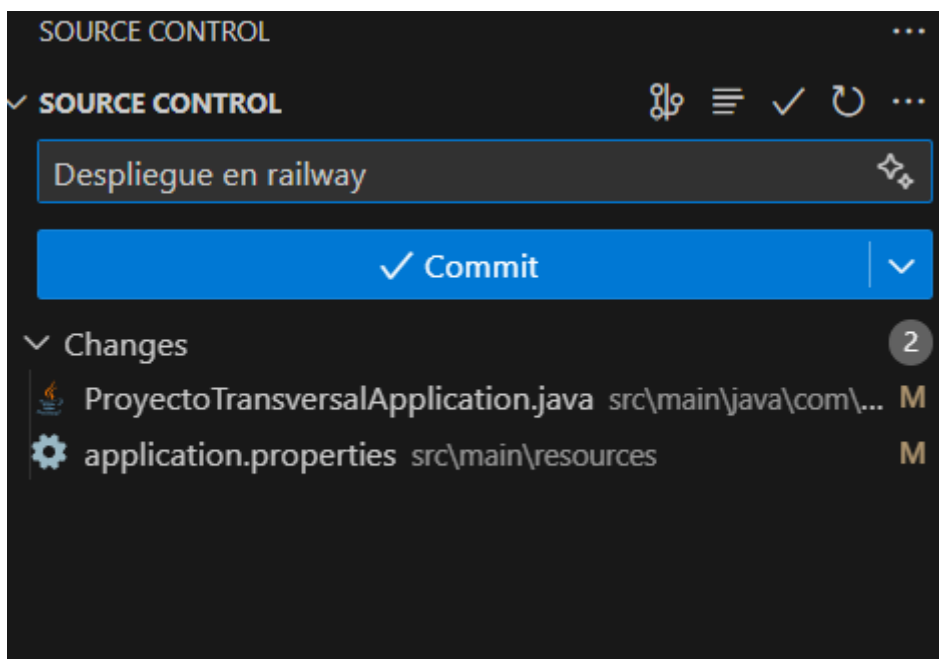 SOURCE CONTROL
SOURCE CONTROL
Despliegue en railway
Commit
Changes 2
ProyectoTransversalApplication.java src\main\java\com\... M
application.properties src\main\resources M